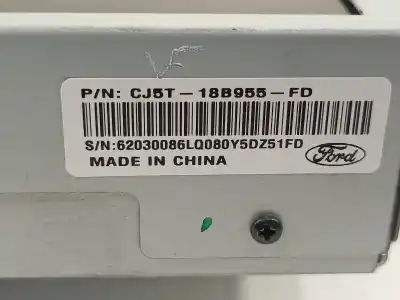 P/N: CJ5T-18B955-FD
S/N:62030086LQ080Y5DZ51FD
MADE IN CHINA
Ford